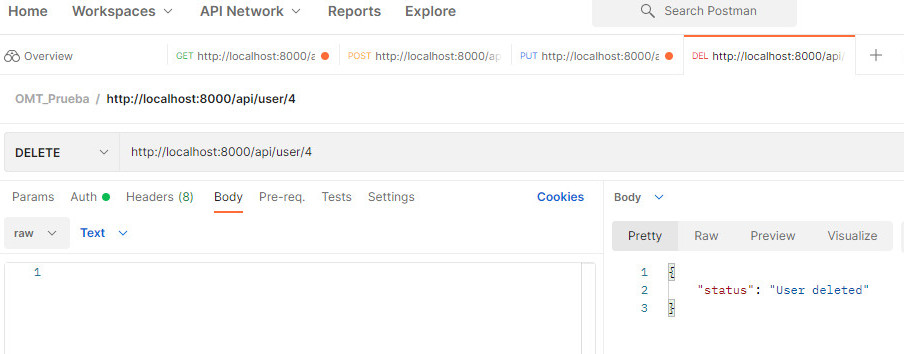 Home Workspaces API Network Reports Explore Search Postman
Overview GET http://localhost:8000/a POST http://localhost:8000/ap PUT http://localhost:8000/a DEL http://localhost:8000/api/
OMT_Prueba / http://localhost:8000/api/user/4
DELETE http://localhost:8000/api/user/4
Params Auth Headers (8) Body Pre-req. Tests Settings Cookies Body
raw Text Pretty Raw Preview Visualize
1 1 {
2 "status": "User deleted"
3 }